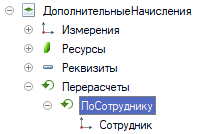 ДополнительныеНачисления
Измерения
Ресурсы
Реквизиты
Перерасчеты
ПоСотруднику
Сотрудник